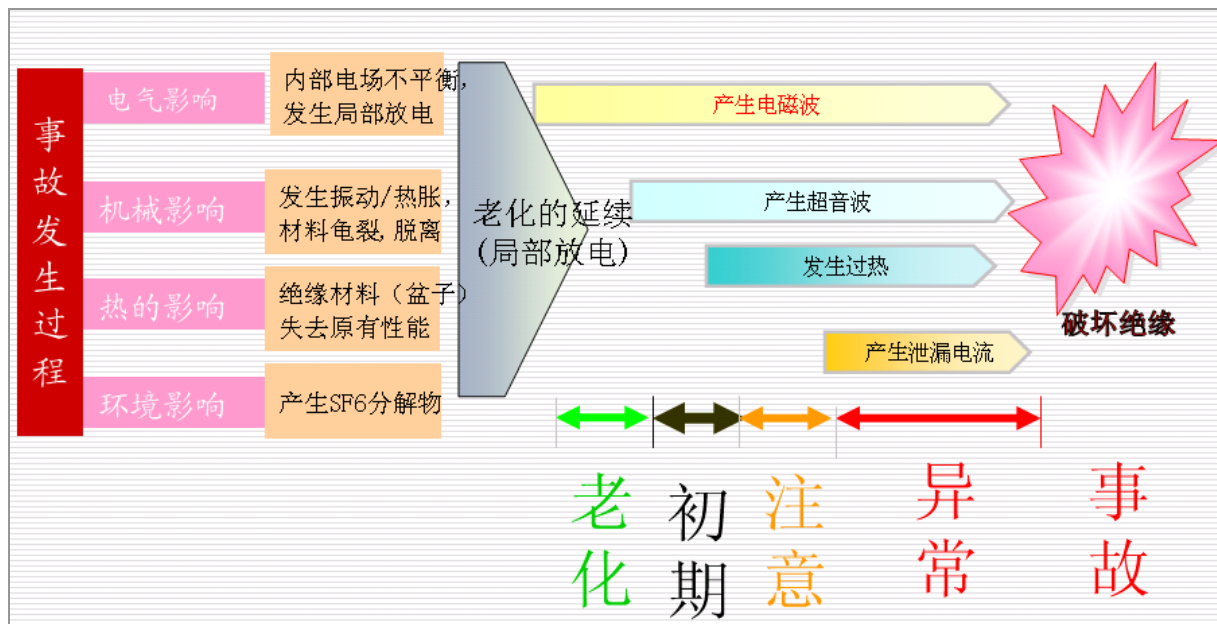 事故发生过程
电气影响
内部电场不平衡,
发生局部放电
机械影响
发生振动/热胀，
材料龟裂,脱离
热的影响
绝缘材料（盆子）
失去原有性能
环境影响
产生SF6分解物
老化的延续
(局部放电)
产生电磁波
产生超音波
发生过热
产生泄漏电流
破坏绝缘
老化
初期
注意
异常
事故